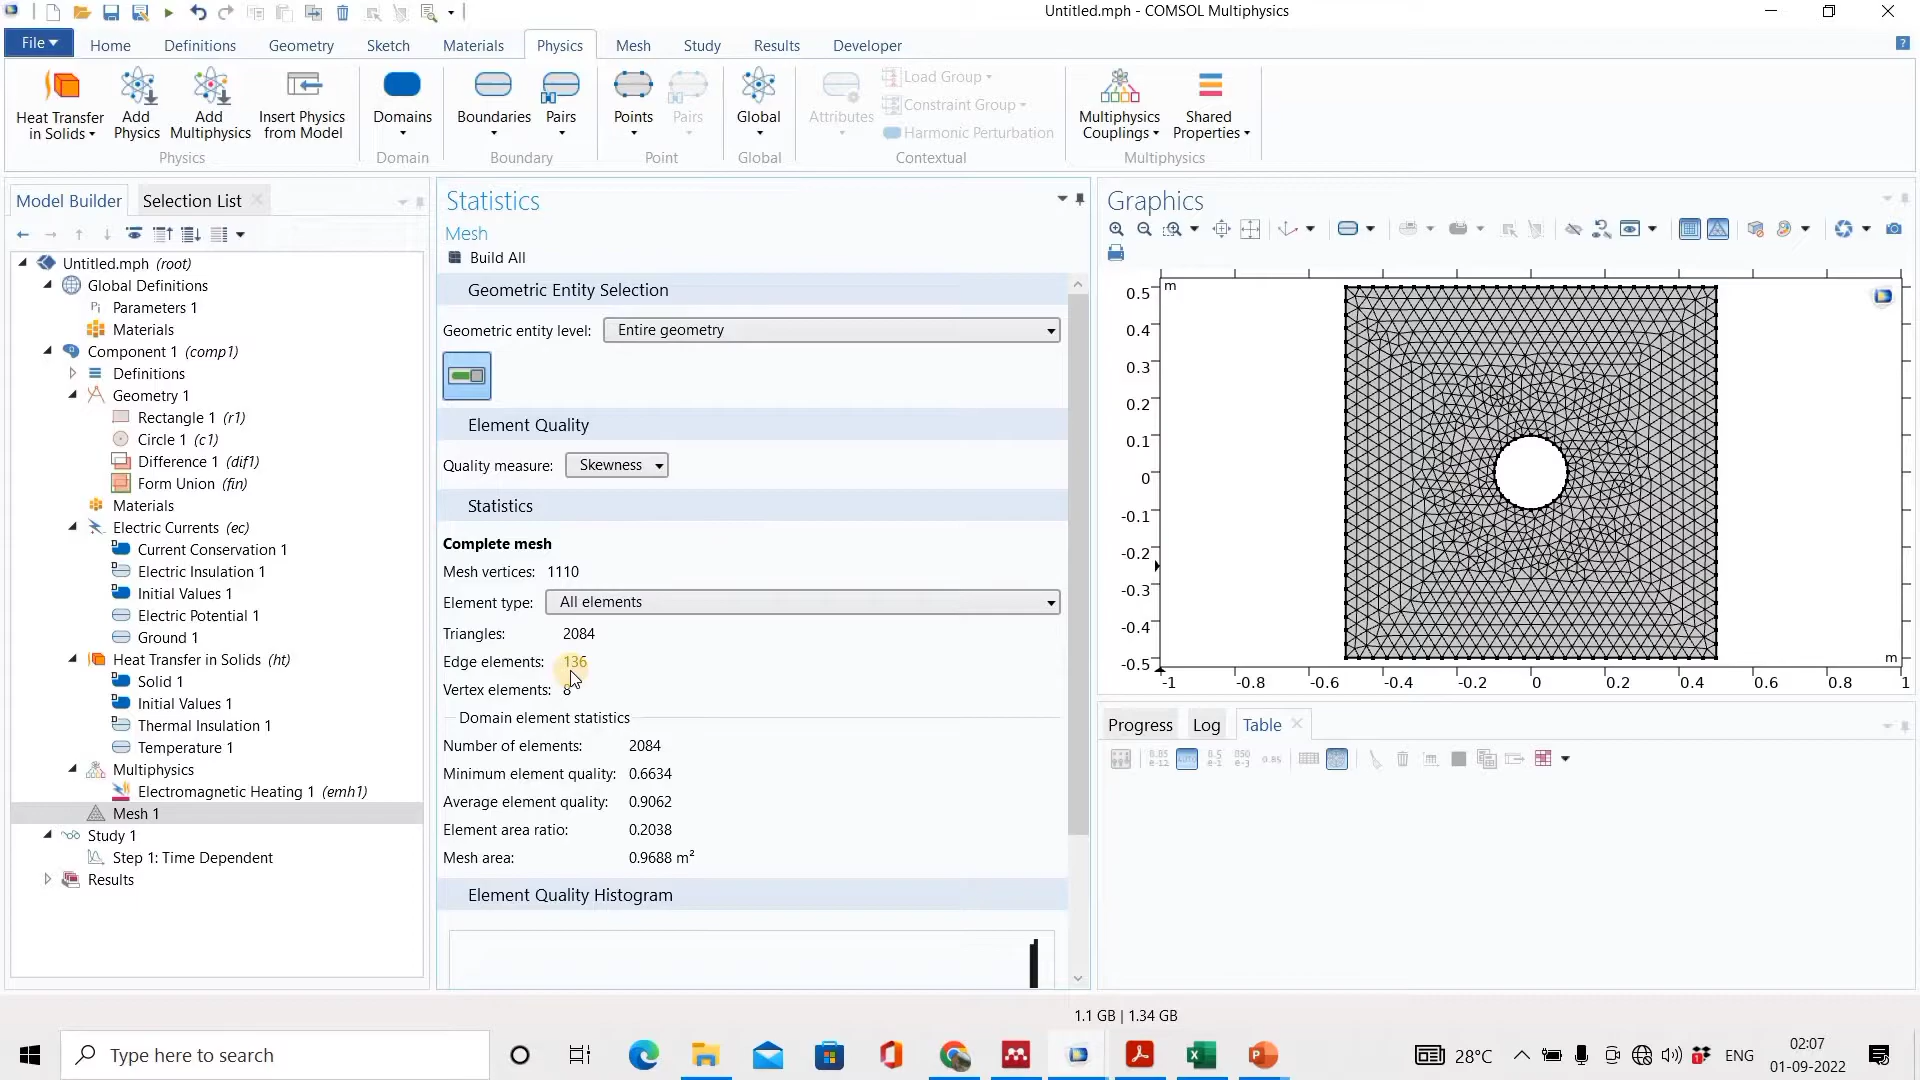 Untitled.mph - COMSOL Multiphysics
File Home Definitions Geometry Sketch Materials Physics Mesh Study Results Developer
Heat Transfer in Solids
Add Physics
Add Multiphysics
Insert Physics from Model
Physics
Domains
Domain
Boundaries
Pairs
Boundary
Points
Pairs
Point
Global
Global
Attributes
Load Group
Constraint Group
Harmonic Perturbation
Contextual
Multiphysics Couplings
Shared Properties
Multiphysics
Model Builder
Selection List
Untitled.mph (root)
Global Definitions
Pi Parameters 1
Materials
Component 1 (comp1)
Definitions
Geometry 1
Rectangle 1 (r1)
Circle 1 (c1)
Difference 1 (dif1)
Form Union (fin)
Materials
Electric Currents (ec)
Current Conservation 1
Electric Insulation 1
Initial Values 1
Electric Potential 1
Ground 1
Heat Transfer in Solids (ht)
Solid 1
Initial Values 1
Thermal Insulation 1
Temperature 1
Multiphysics
Electromagnetic Heating 1 (emh1)
Mesh 1
Study 1
Step 1: Time Dependent
Results
Statistics
Mesh
Build All
Geometric Entity Selection
Geometric entity level: Entire geometry
Element Quality
Quality measure: Skewness
Statistics
Complete mesh
Mesh vertices: 1110
Element type: All elements
Triangles: 2084
Edge elements: 136
Vertex elements: 8
Domain element statistics
Number of elements: 2084
Minimum element quality: 0.6634
Average element quality: 0.9062
Element area ratio: 0.2038
Mesh area: 0.9688 m²
Element Quality Histogram
Graphics
m
0.5
0.4
0.3
0.2
0.1
0
-0.1
-0.2
-0.3
-0.4
-0.5
m
-1 -0.8 -0.6 -0.4 -0.2 0 0.2 0.4 0.6 0.8 1
Progress Log Table
8.85 e-12 AUTO 8.5 e-1 850 e-3 0.85
1.1 GB | 1.34 GB
Type here to search
28°C
ENG
02:07
01-09-2022